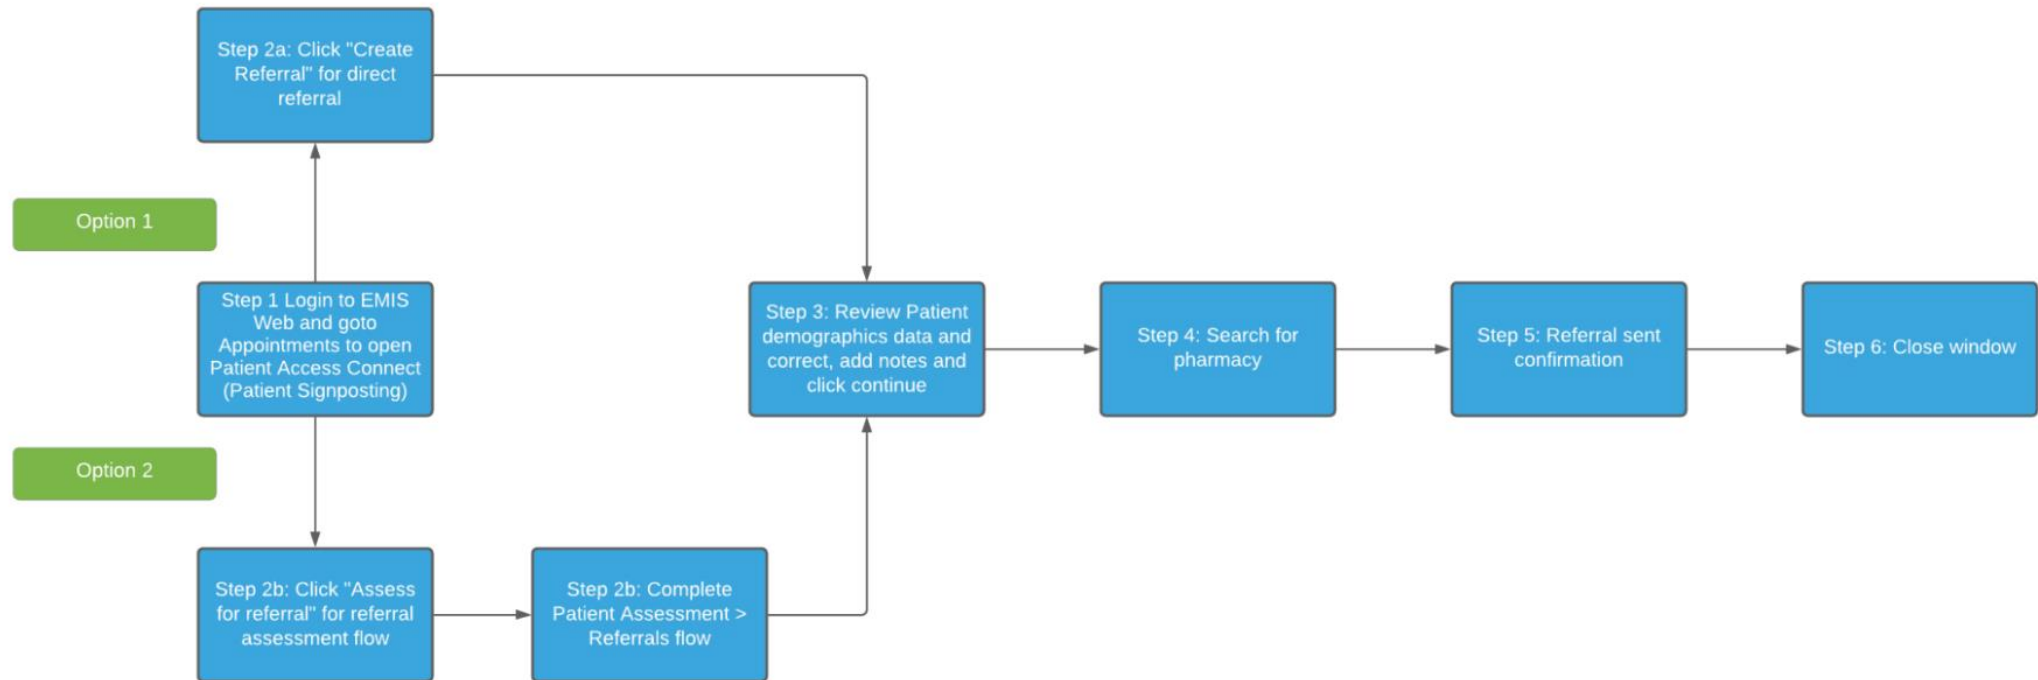 Step 2a: Click "Create
Referral" for direct
referral
Option 1
Step 1 Login to EMIS
Web and goto
Appointments to open
Patient Access Connect
(Patient Signposting)
Option 2
Step 2b: Click "Assess
for referral" for referral
assessment flow
Step 2b: Complete
Patient Assessment >
Referrals flow
Step 3: Review Patient
demographics data and
correct, add notes and
click continue
Step 4: Search for
pharmacy
Step 5: Referral sent
confirmation
Step 6: Close window